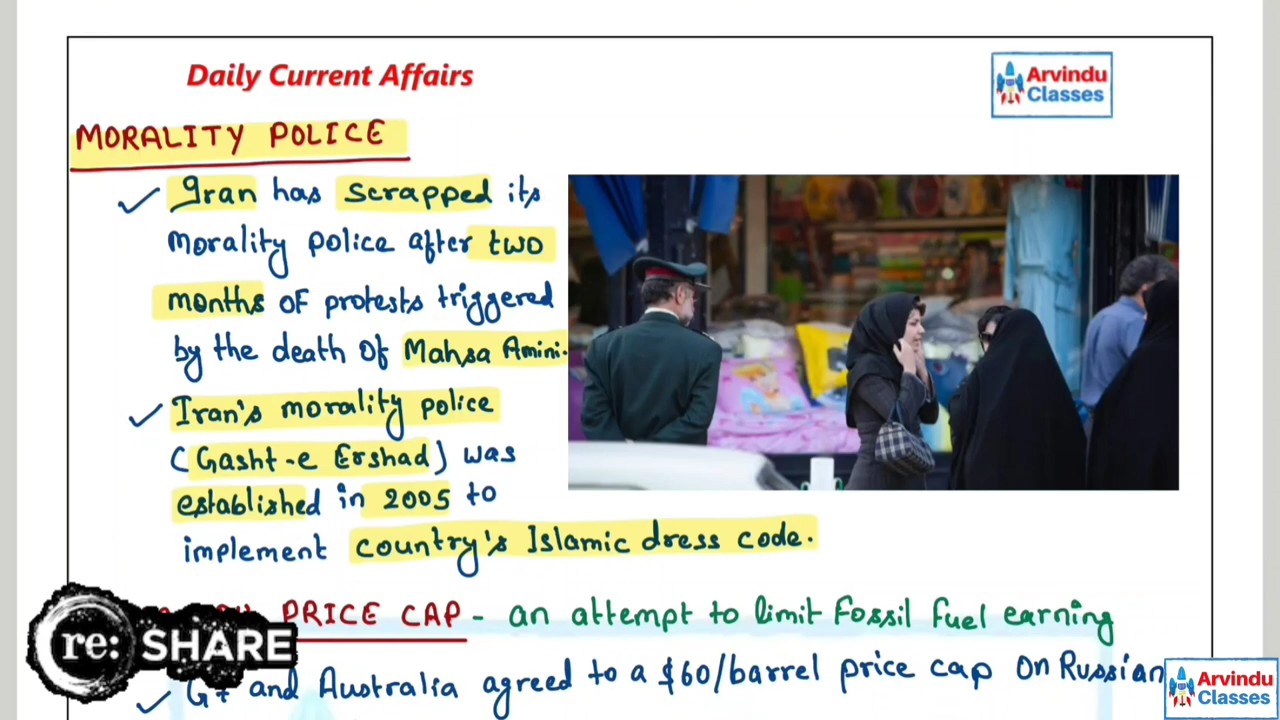 Daily Current Affairs
Arvindu
Classes
MORALITY POLICE
Iran has scrapped its
morality police after two
months of protests triggered
by the death of Mahsa Amini.
Iran's morality police
(Gasht-e Ershad) was
established in 2005 to
implement country's Islamic dress code.
PRICE CAP - an attempt to limit fossil fuel earning
re: SHARE
and Australia agreed to a $60/barrel price cap on Russian
Arvindu
Classes